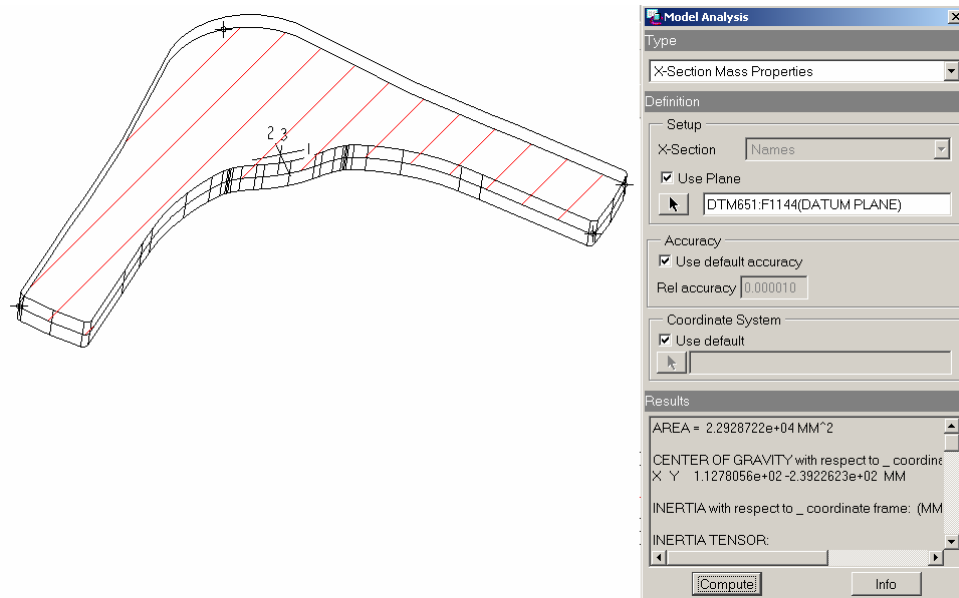 2 3
1
Model Analysis
Type
X-Section Mass Properties
Definition
Setup
X-Section Names
Use Plane
DTM651:F1144(DATUM PLANE)
Accuracy
Use default accuracy
Rel accuracy 0.000010
Coordinate System
Use default
Results
AREA = 2.2928722e+04 MM^2
CENTER OF GRAVITY with respect to _ coordine
X Y 1.1278056e+02 -2.3922623e+02 MM
INERTIA with respect to _ coordinate frame: (MM
INERTIA TENSOR:
Compute Info